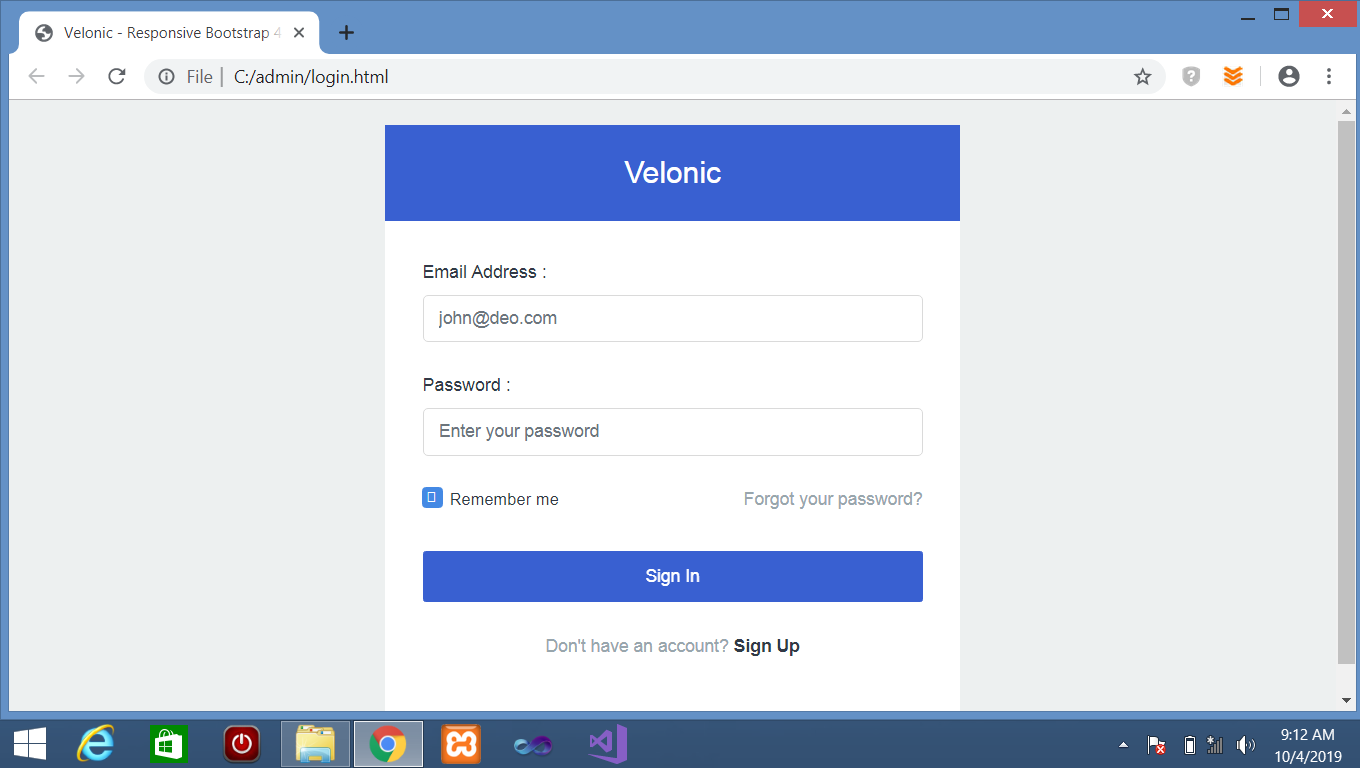 Velonic - Responsive Bootstrap 4
File | C:/admin/login.html
Velonic
Email Address :
john@deo.com
Password :
Enter your password
Remember me
Forgot your password?
Sign In
Don't have an account? Sign Up
9:12 AM
10/4/2019